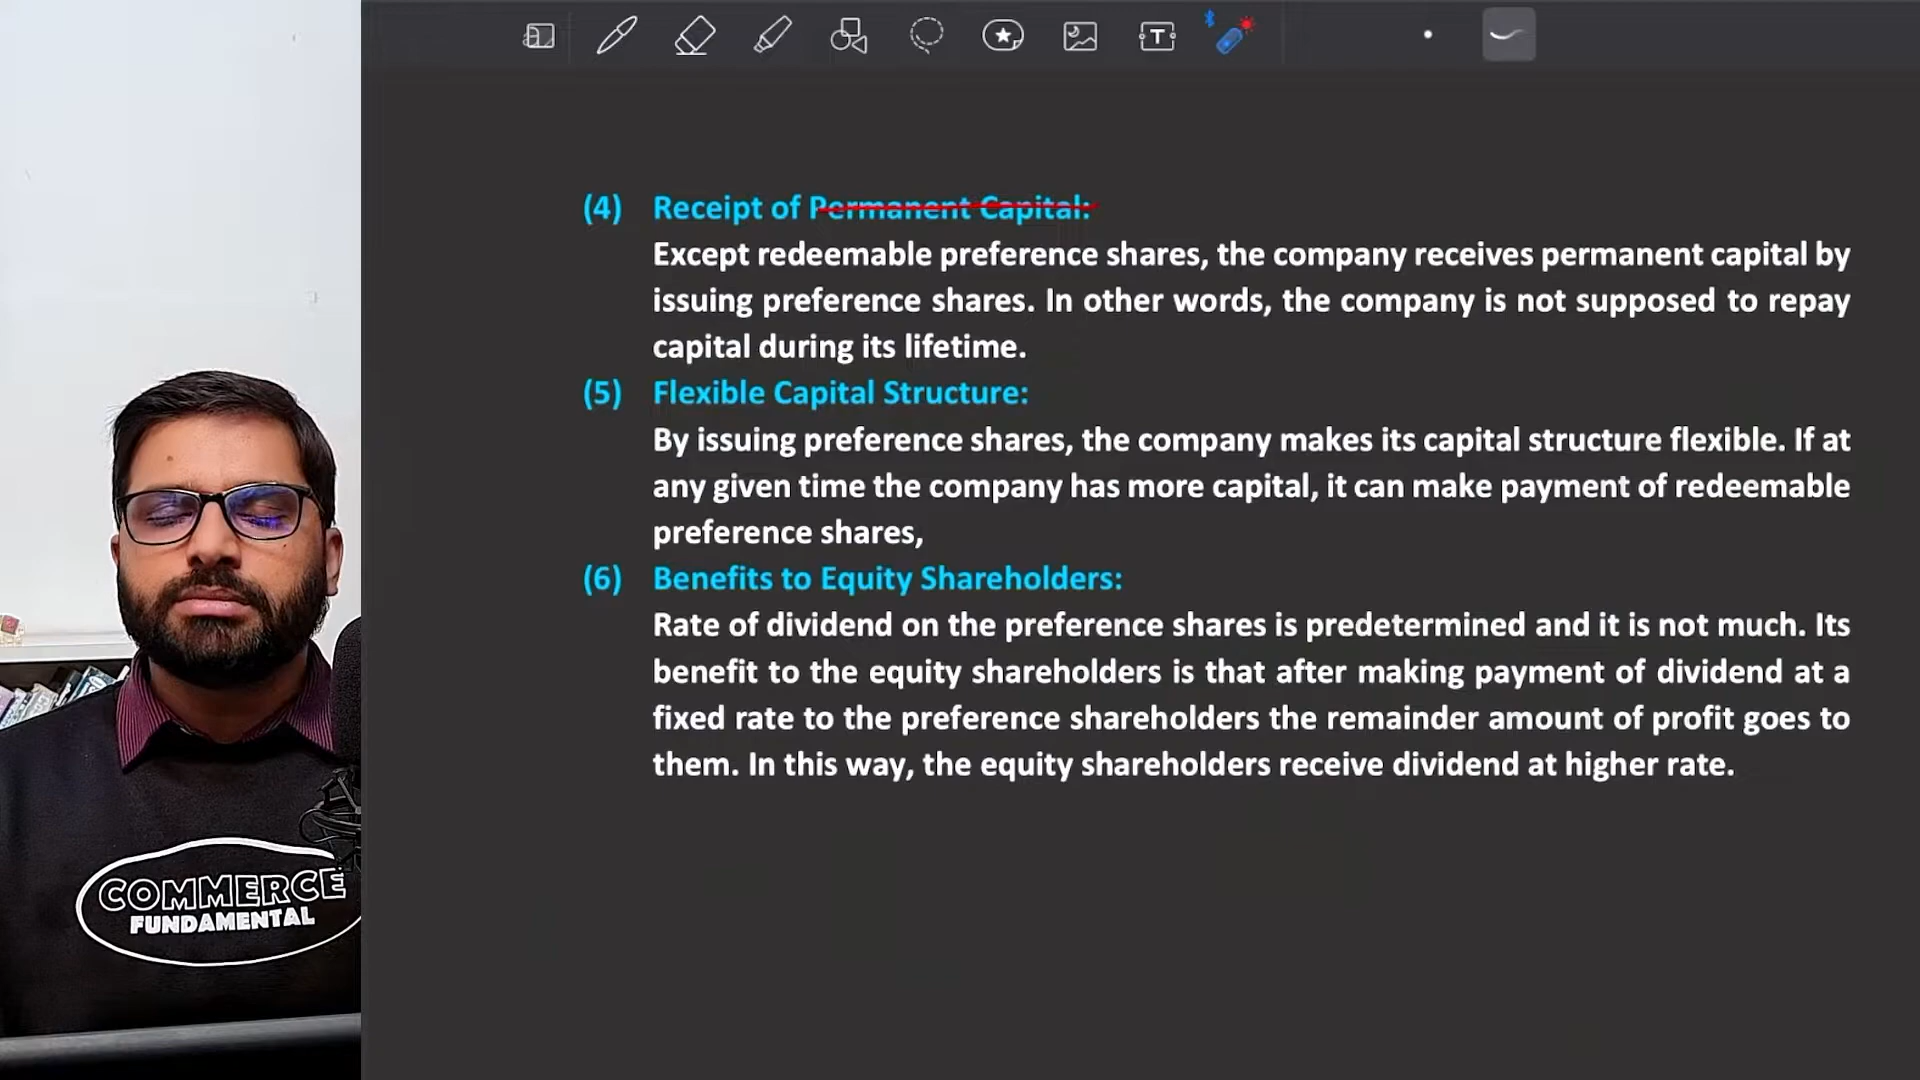 (4) Receipt of Permanent Capital:
Except redeemable preference shares, the company receives permanent capital by
issuing preference shares. In other words, the company is not supposed to repay
capital during its lifetime.
(5) Flexible Capital Structure:
By issuing preference shares, the company makes its capital structure flexible. If at
any given time the company has more capital, it can make payment of redeemable
preference shares,
(6) Benefits to Equity Shareholders:
Rate of dividend on the preference shares is predetermined and it is not much. Its
benefit to the equity shareholders is that after making payment of dividend at a
fixed rate to the preference shareholders the remainder amount of profit goes to
them. In this way, the equity shareholders receive dividend at higher rate.
COMMERCE
FUNDAMENTAL